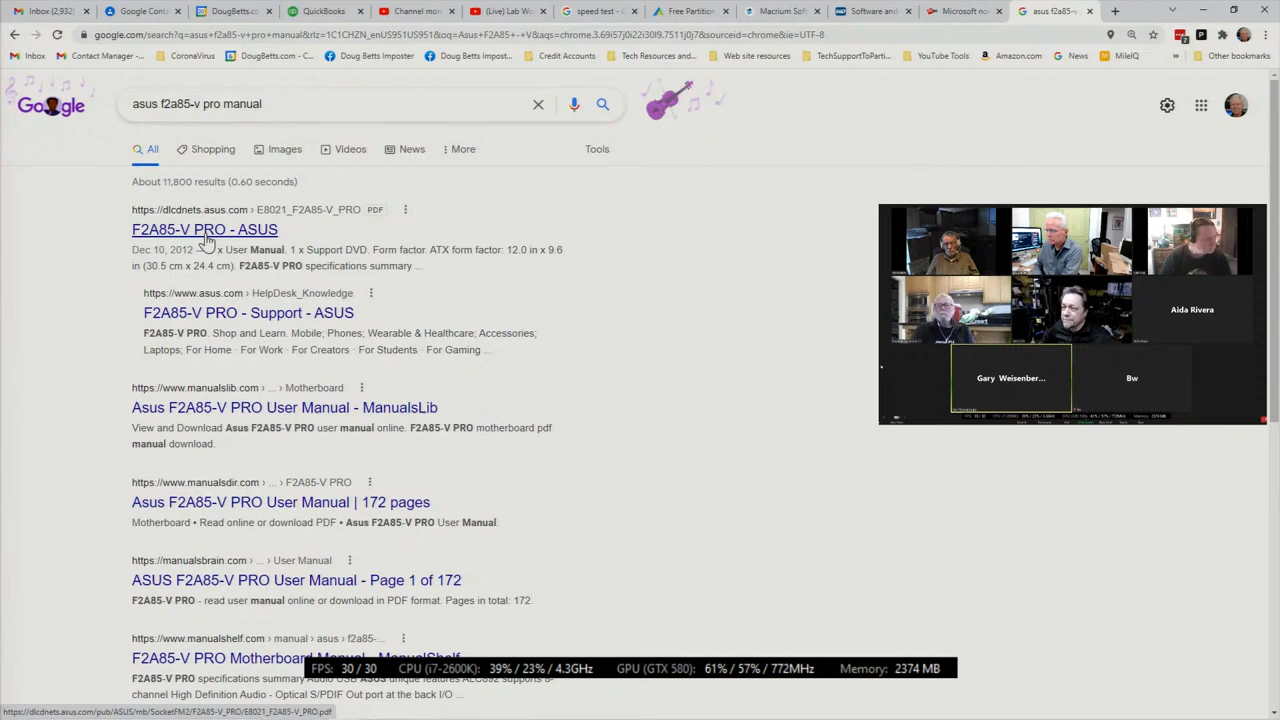 Inbox (2,932)
Google Conta
DougBetts.co
QuickBooks
Channel mon
(Live) Lab Wo
speed test -
Free Partition
Macrium Soft
Software and
Microsoft no
asus f2a85-v
google.com/search?q=asus+f2a85-v+pro+manual&rlz=1C1CHZN_enUS951US951&oq=Asus+F2A85+-+V&aqs=chrome.3.69i57j0i22i30l9.7511j0j7&sourceid=chrome&ie=UTF-8
Inbox
Contact Manager -...
CoronaVirus
DougBetts.com - G...
Doug Betts Imposter
Doug Betts Imposte...
Credit Accounts
Tech Resources and...
Web site resources
TechSupportToParti...
YouTube Tools
News
MileIQ
»
Other bookmarks
Google
asus f2a85-v pro manual
All
Shopping
Images
Videos
News
More
Tools
About 11,800 results (0.60 seconds)
https://dlcdnets.asus.com › E8021_F2A85-V_PRO PDF
F2A85-V PRO - ASUS
Dec 10, 2012 — x User Manual. 1 x Support DVD. Form factor. ATX form factor: 12.0 in x 9.6
in (30.5 cm x 24.4 cm). F2A85-V PRO specifications summary ...
https://www.asus.com › HelpDesk_Knowledge
F2A85-V PRO - Support - ASUS
F2A85-V PRO. Shop and Learn. Mobile; Phones; Wearable & Healthcare; Accessories;
Laptops; For Home · For Work · For Creators · For Students · For Gaming ...
https://www.manualslib.com › ... › Motherboard
Asus F2A85-V PRO User Manual - ManualsLib
View and Download Asus F2A85-V PRO user manual online. F2A85-V PRO motherboard pdf
manual download.
https://www.manualsdir.com › ... › F2A85-V PRO
Asus F2A85-V PRO User Manual | 172 pages
Motherboard • Read online or download PDF • Asus F2A85-V PRO User Manual.
https://manualsbrain.com › ... › User Manual
ASUS F2A85-V PRO User Manual - Page 1 of 172
F2A85-V PRO - read user manual online or download in PDF format. Pages in total: 172.
https://www.manualshelf.com › manual › asus › f2a85-...
F2A85-V PRO Motherboard Manual - ManualShelf
F2A85-V PRO specifications summary Audio USB ASUS unique features ALC892 supports 8-
channel High Definition Audio - Optical S/PDIF Out port at the back I/O ...
Aida Rivera
Gary Weisenber...
Bw
FPS: 30 / 30 CPU (i7-2600K): 39% / 23% / 4.3GHz GPU (GTX 580): 61% / 57% / 772MHz Memory: 2374 MB
https://dlcdnets.asus.com/pub/ASUS/mb/SocketFM2/F2A85-V_PRO/E8021_F2A85-V_PRO.pdf